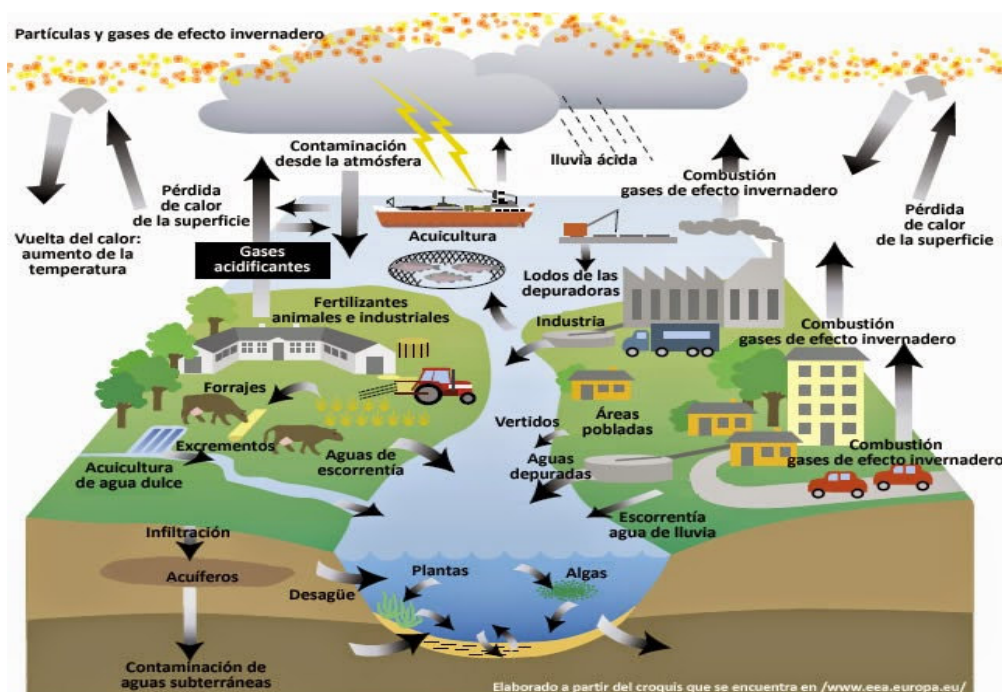 Partículas y gases de efecto invernadero
Contaminación
desde la atmósfera
lluvia ácida
Combustión
gases de efecto invernadero
Pérdida
de calor
de la superficie
Pérdida
de calor
de la superficie
Vuelta del calor:
aumento de la
temperatura
Gases
acidificantes
Acuicultura
Lodos de las
depuradoras
Fertilizantes
animales e industriales
Industria
Combustión
gases de efecto invernadero
Forrajes
Vertidos
Áreas
pobladas
Excrementos
Aguas de
escorrentía
Aguas
depuradas
Combustión
gases de efecto invernadero
Acuicultura
de agua dulce
Escorrentía
agua de lluvia
Infiltración
Acuíferos
Desagüe
Plantas
Algas
Contaminación de
aguas subterráneas
Elaborado a partir del croquis que se encuentra en /www.eea.europa.eu/